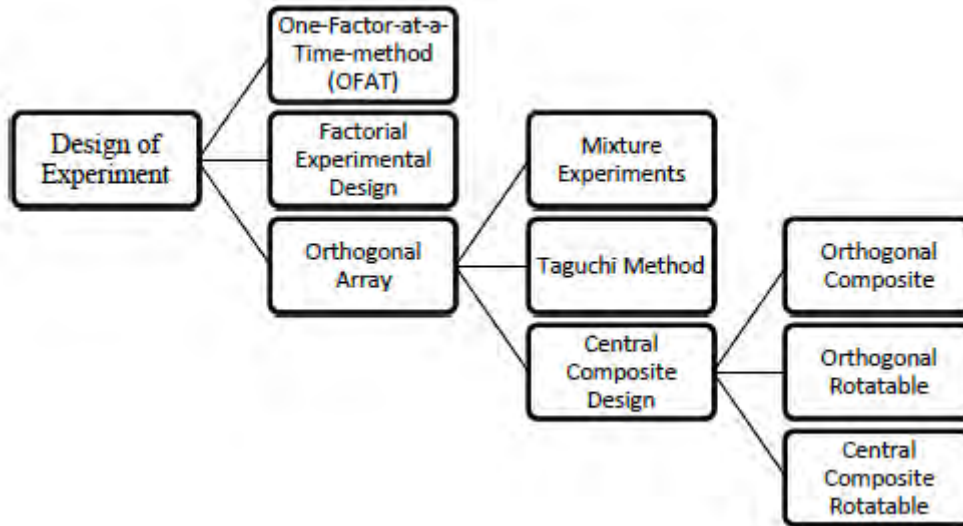 One-Factor-at-a-
Time-method
(OFAT)
Design of
Experiment
Factorial
Experimental
Design
Mixture
Experiments
Orthogonal
Array
Taguchi Method
Orthogonal
Composite
Central
Composite
Design
Orthogonal
Rotatable
Central
Composite
Rotatable